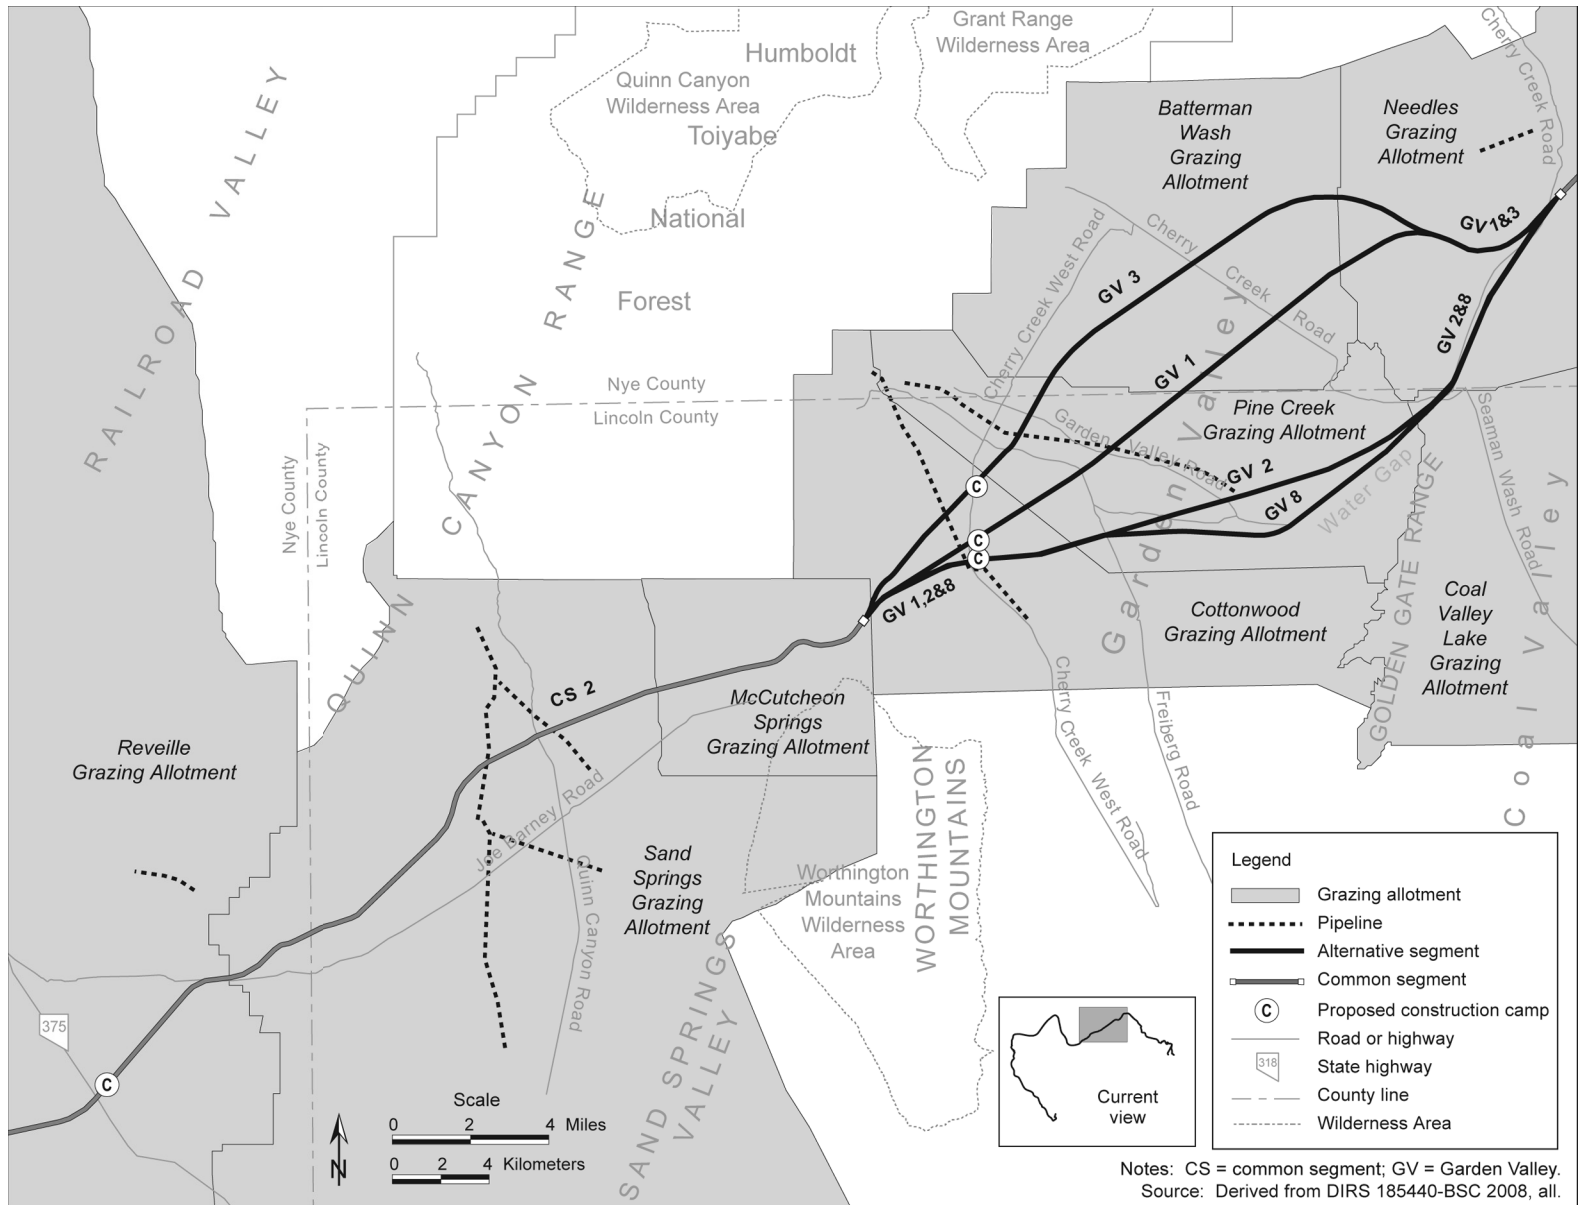 Grant Range
Wilderness Area
Humboldt
Quinn Canyon
Wilderness Area
Toiyabe
National
Forest
Cherry Creek Road
Batterman
Wash
Grazing
Allotment
Needles
Grazing
Allotment
RAILROAD VALLEY
QUINN CANYON RANGE
GV 1&3
GV 3
Cherry Creek Road
Cherry Creek West Road
GV 2&8
GV 1
Nye County
Lincoln County
Nye County
Lincoln County
Pine Creek
Grazing Allotment
Garden Valley Road
GV 2
GV 8
Water Gap
Garden Valley
Seaman Wash Road
GV 1,2&8
Cottonwood
Grazing Allotment
GOLDEN GATE RANGE
Coal
Valley
Lake
Grazing
Allotment
Coal Valley
CS 2
McCutcheon
Springs
Grazing Allotment
Reveille
Grazing Allotment
Cherry Creek West Road
Freiberg Road
Joe Barney Road
Quinn Canyon Road
Sand
Springs
Grazing
Allotment
WORTHINGTON
MOUNTAINS
Worthington
Mountains
Wilderness
Area
SAND SPRINGS
VALLEY
375
C
C
C
C
Scale
0 2 4 Miles
0 2 4 Kilometers
N
Current
view
Legend
Grazing allotment
Pipeline
Alternative segment
Common segment
C Proposed construction camp
Road or highway
318 State highway
County line
Wilderness Area
Notes: CS = common segment; GV = Garden Valley.
Source: Derived from DIRS 185440-BSC 2008, all.